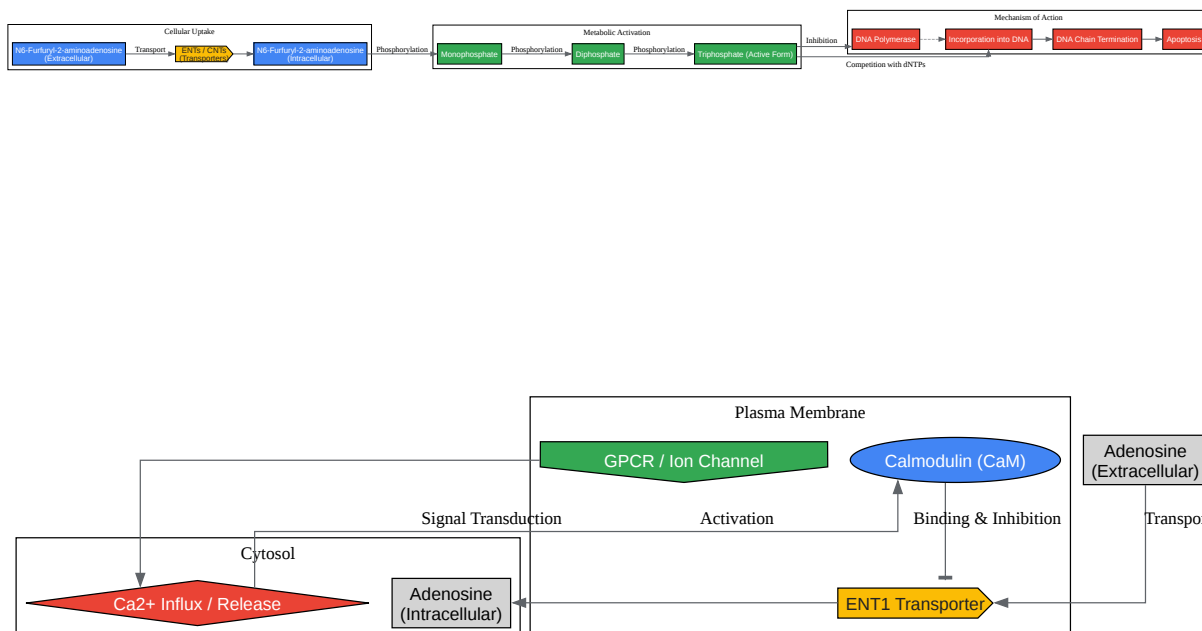 Cellular Uptake
N6-Furfuryl-2-aminoadenosine
(Extracellular)
Transport
ENTs / CNTs
(Transporters)
N6-Furfuryl-2-aminoadenosine
(Intracellular)
Phosphorylation
Metabolic Activation
Monophosphate
Phosphorylation
Diphosphate
Phosphorylation
Triphosphate (Active Form)
Inhibition
Competition with dNTPs
Mechanism of Action
DNA Polymerase
Incorporation into DNA
DNA Chain Termination
Apoptosis
Plasma Membrane
GPCR / Ion Channel
Calmodulin (CaM)
Adenosine
(Extracellular)
Signal Transduction
Activation
Binding & Inhibition
Transpor
Cytosol
Ca2+ Influx / Release
Adenosine
(Intracellular)
ENT1 Transporter